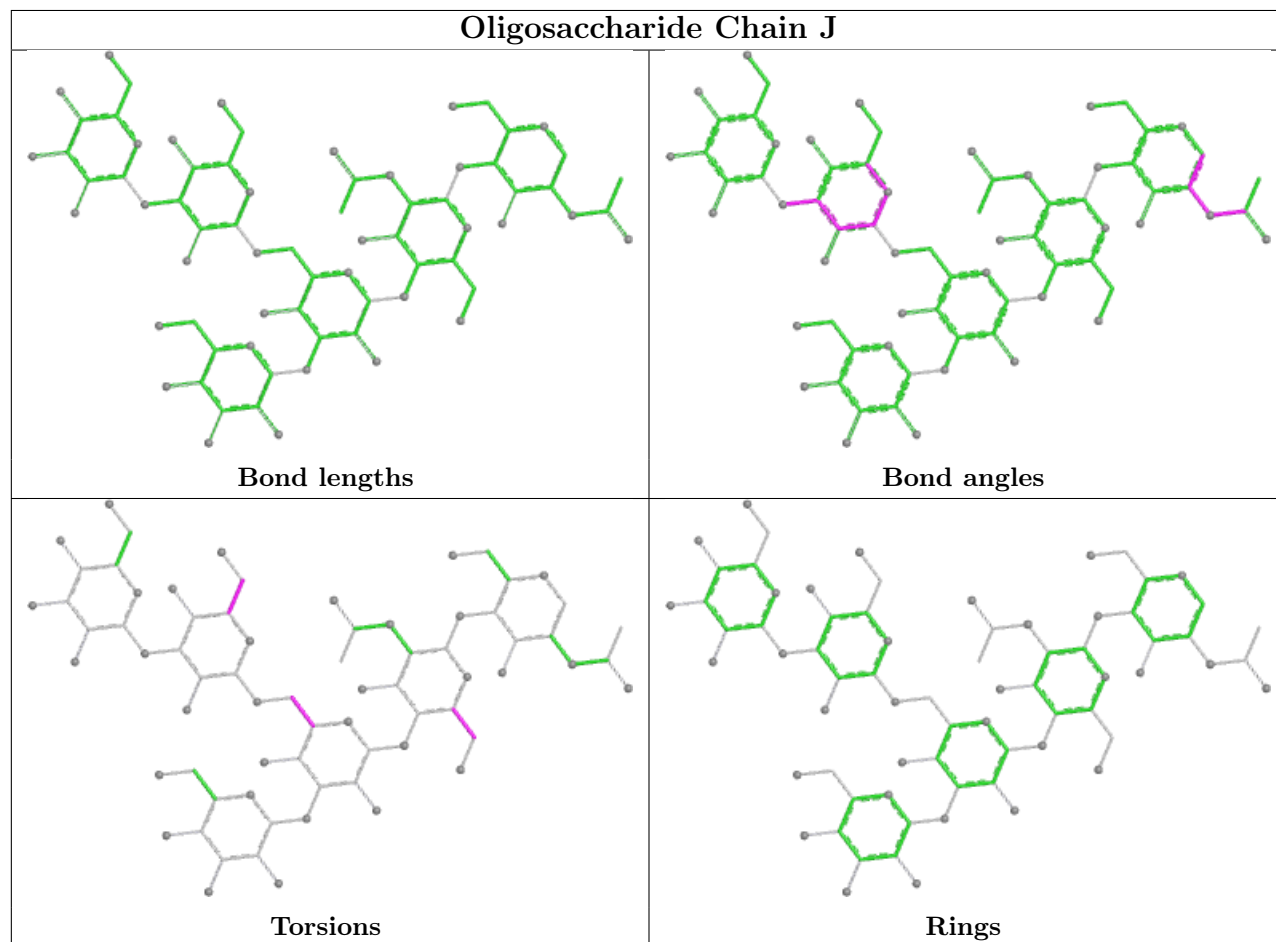 Oligosaccharide Chain J
Bond lengths
Bond angles
Torsions
Rings